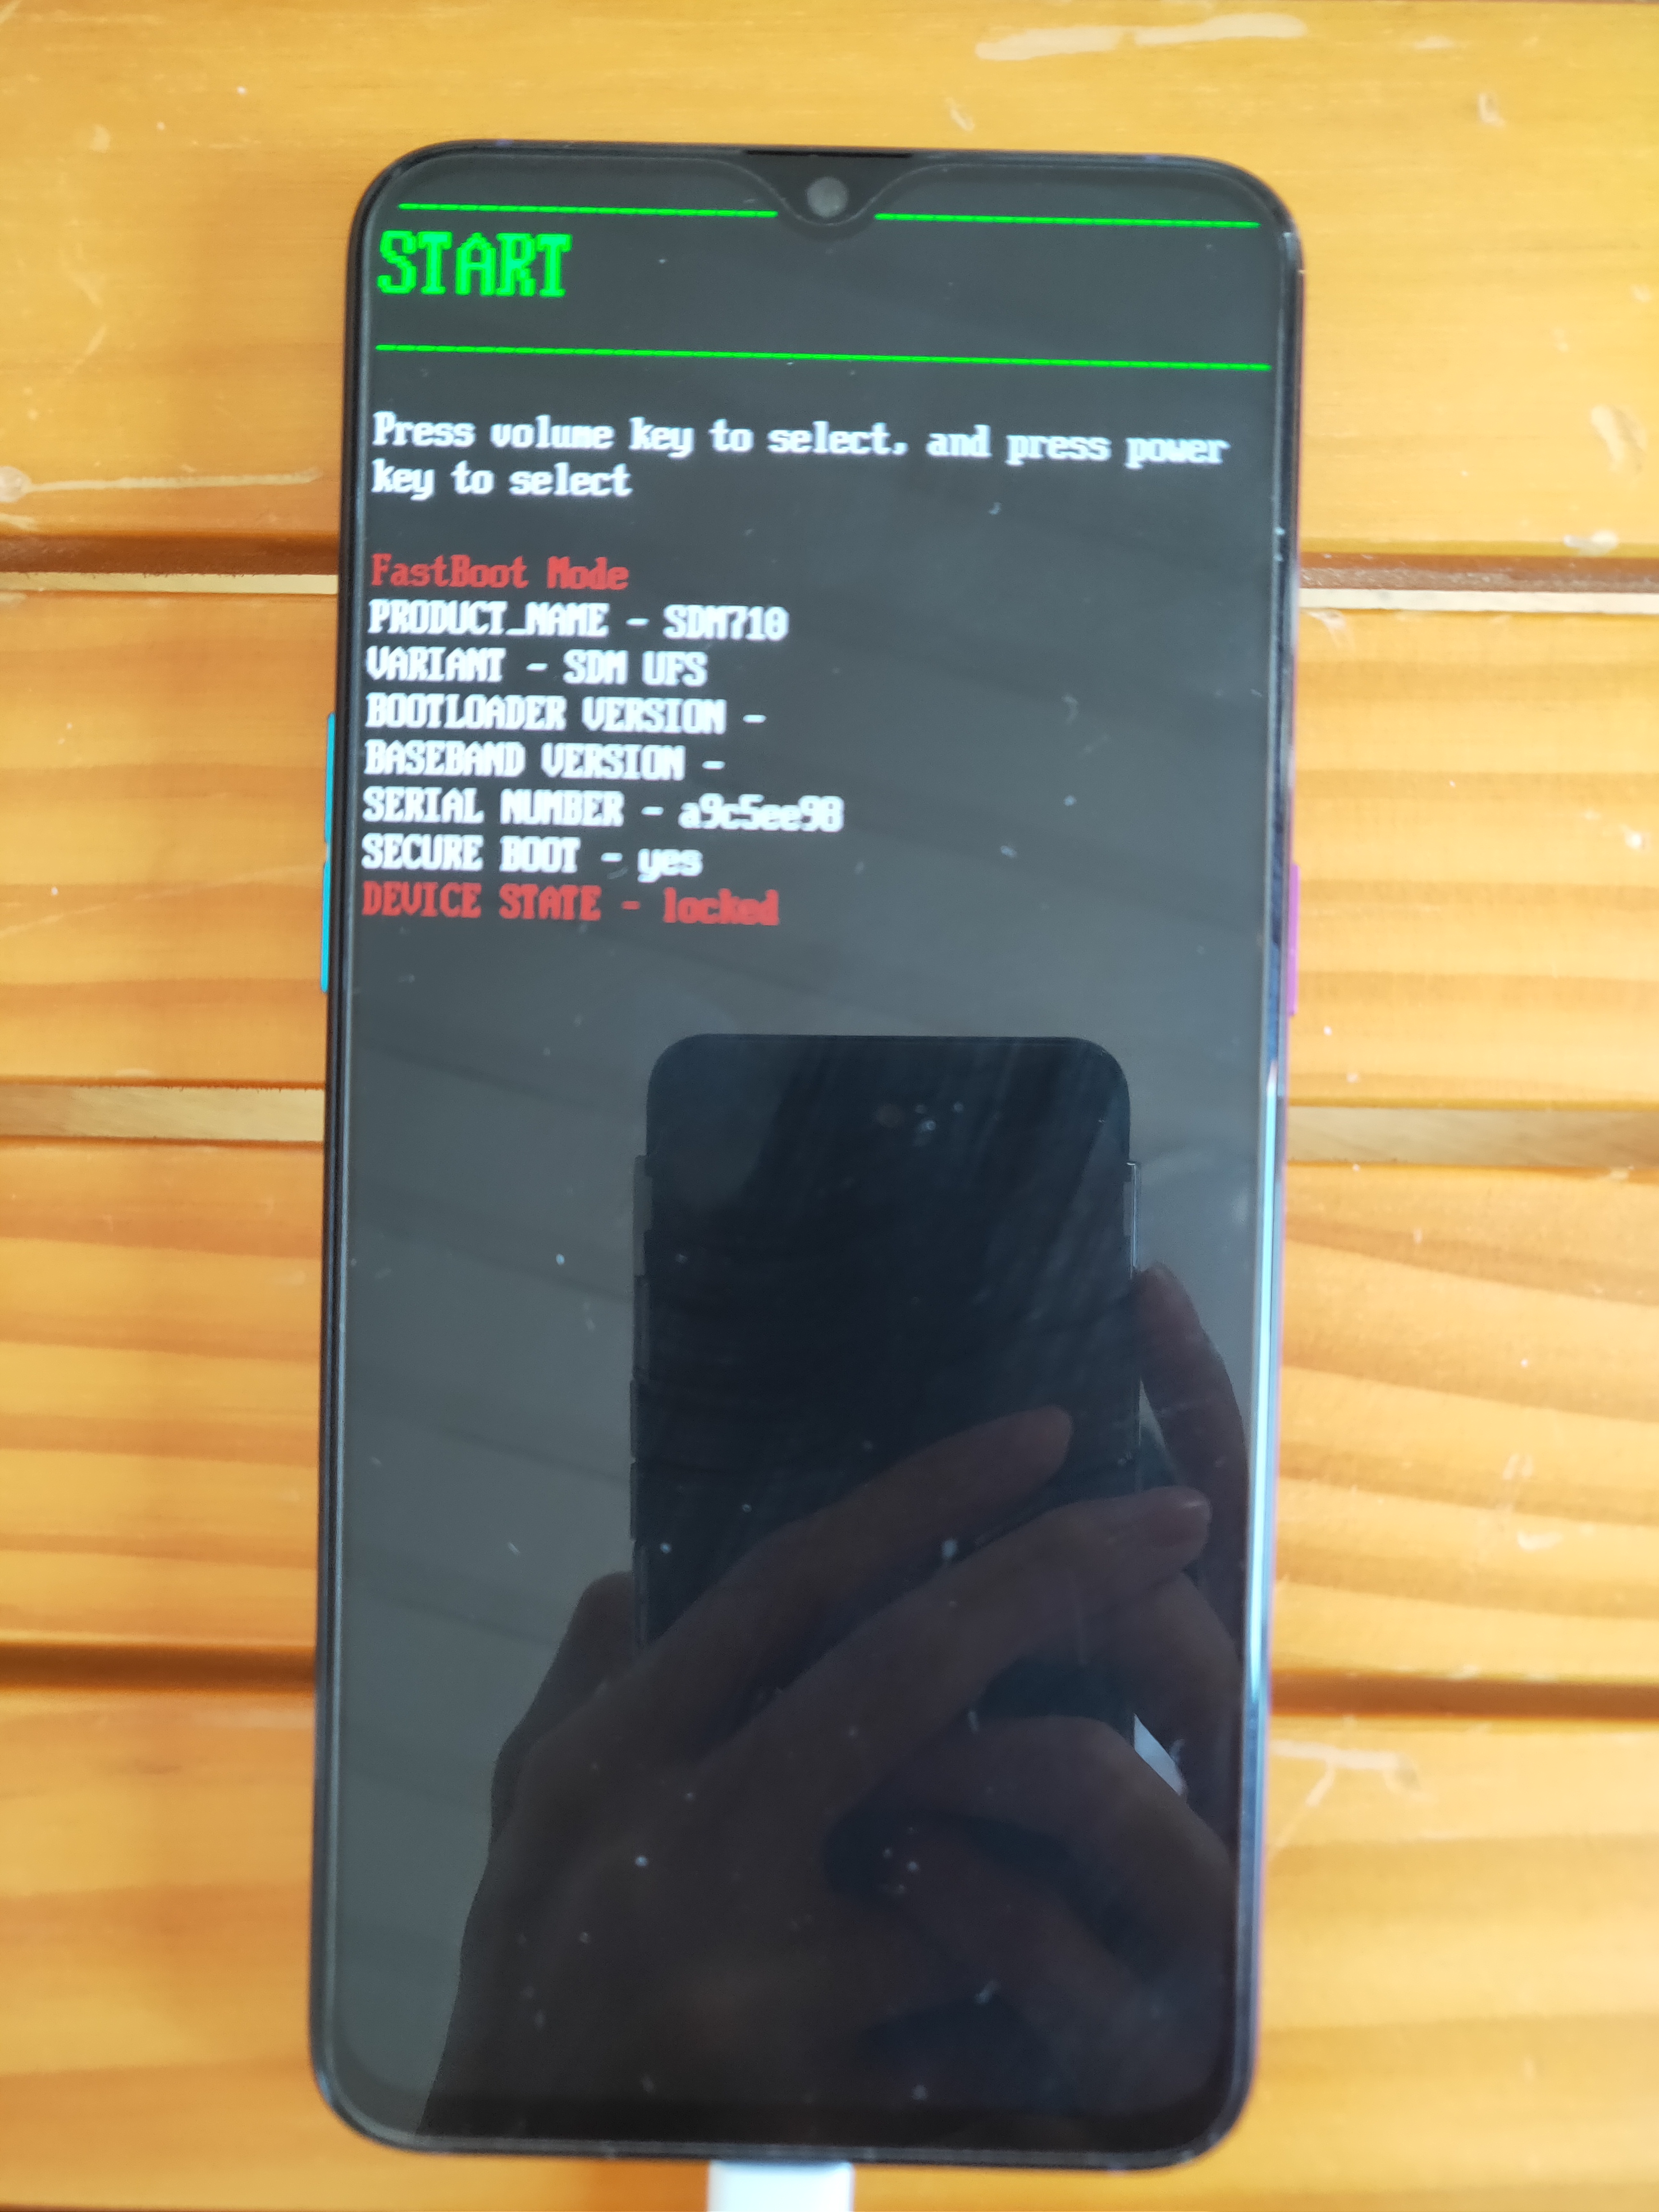 START
Press volume key to select, and press power
key to select
FastBoot Mode
PRODUCT_NAME - SDM710
VARIANT - SDM UFS
BOOTLOADER VERSION -
BASEBAND VERSION -
SERIAL NUMBER - a9c5ee98
SECURE BOOT - yes
DEVICE STATE - locked